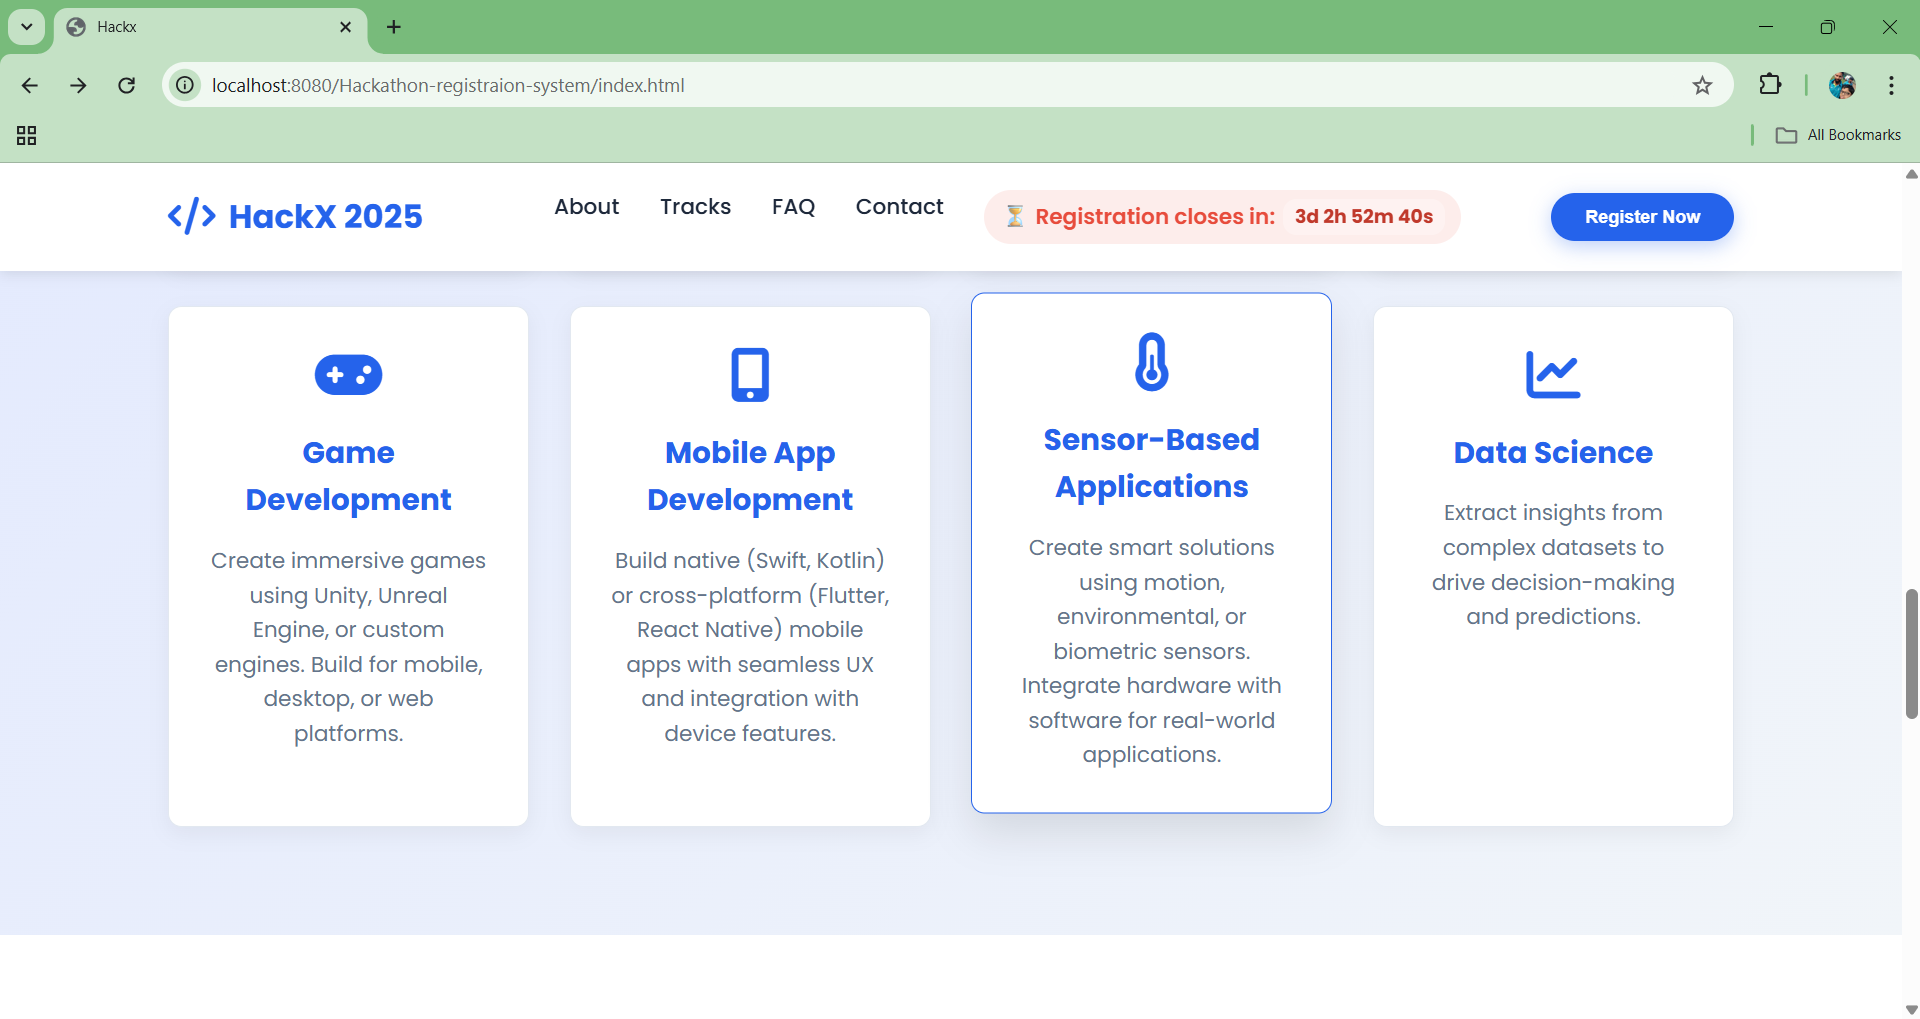 Hackx
localhost:8080/Hackathon-registraion-system/index.html
All Bookmarks
</> HackX 2025
About Tracks FAQ Contact
⏳ Registration closes in: 3d 2h 52m 40s
Register Now
Game
Development
Create immersive games
using Unity, Unreal
Engine, or custom
engines. Build for mobile,
desktop, or web
platforms.
Mobile App
Development
Build native (Swift, Kotlin)
or cross-platform (Flutter,
React Native) mobile
apps with seamless UX
and integration with
device features.
Sensor-Based
Applications
Create smart solutions
using motion,
environmental, or
biometric sensors.
Integrate hardware with
software for real-world
applications.
Data Science
Extract insights from
complex datasets to
drive decision-making
and predictions.